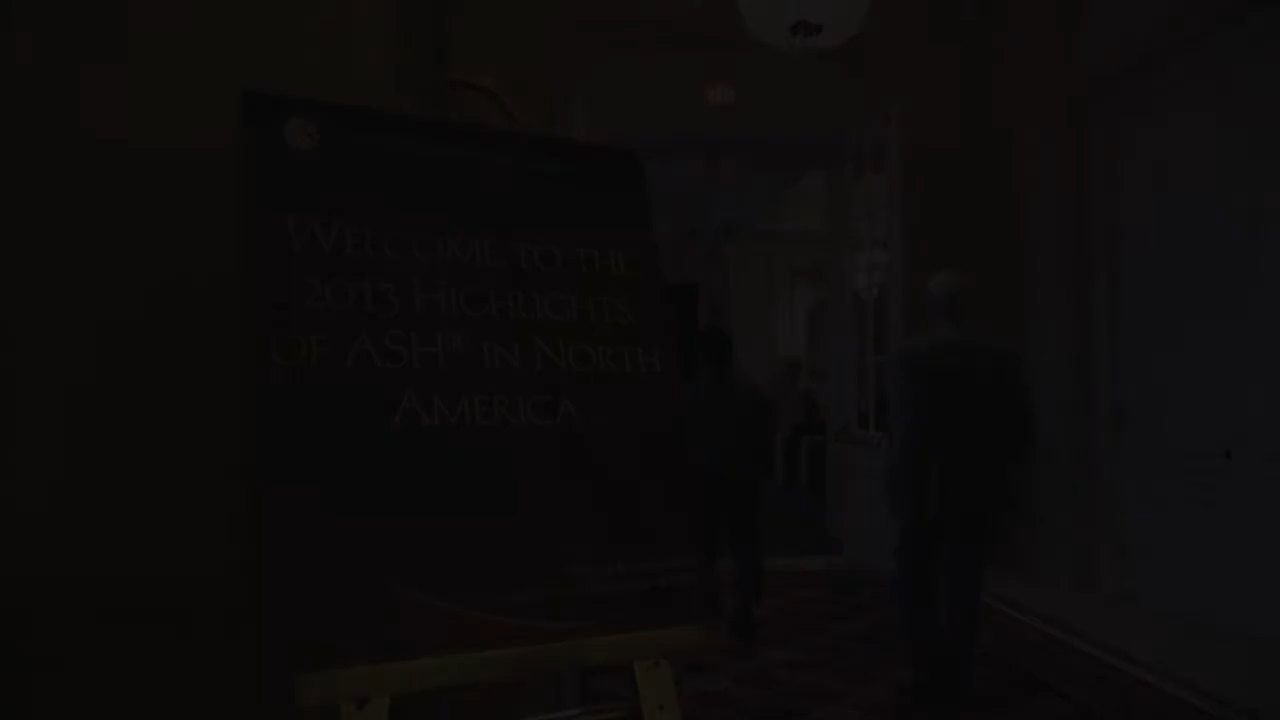 WELCOME TO THE
2013 HIGHLIGHTS
OF ASH® IN NORTH
AMERICA